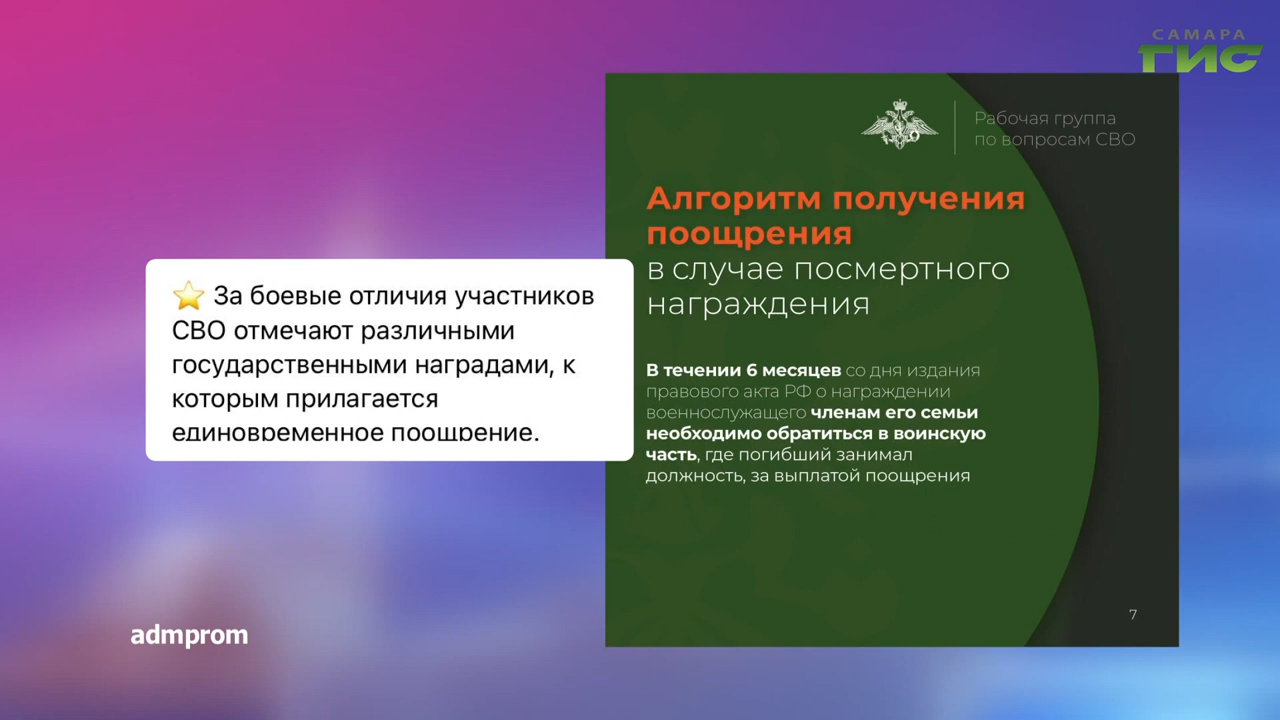 САМАРА
ГИС
Рабочая группа
по вопросам СВО
Алгоритм получения
поощрения
в случае посмертного
награждения
⭐ За боевые отличия участников
СВО отмечают различными
государственными наградами, к
которым прилагается
единовременное поощрение.
В течении 6 месяцев со дня издания
правового акта РФ о награждении
военнослужащего членам его семьи
необходимо обратиться в воинскую
часть, где погибший занимал
должность, за выплатой поощрения
7
admprom